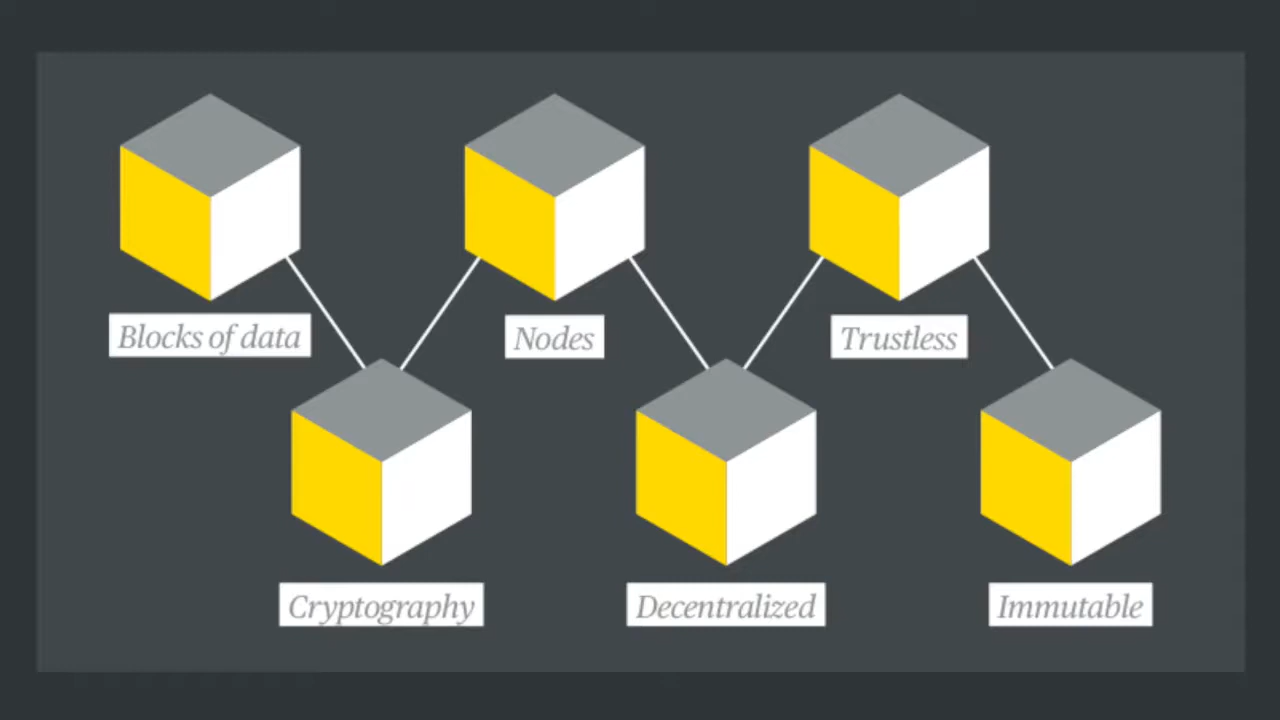 Blocks of data
Nodes
Trustless
Cryptography
Decentralized
Immutable